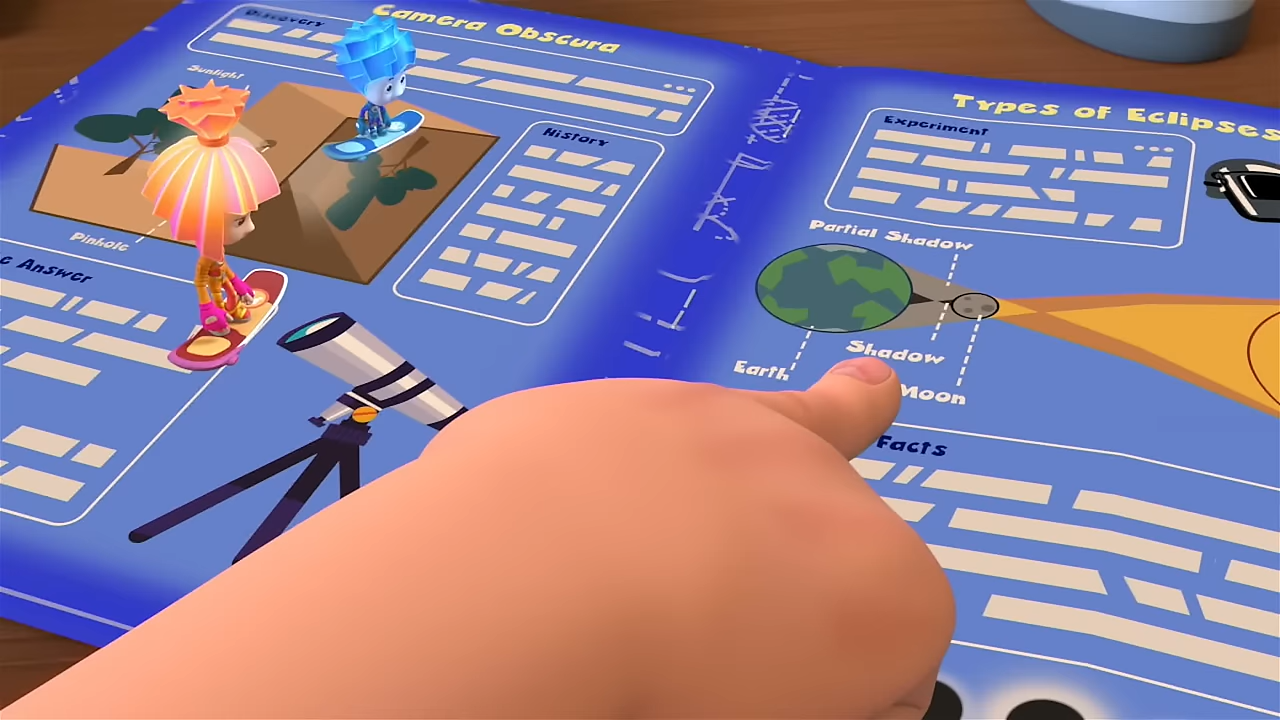 Camera Obscura
Discovery
Sunlight
History
Pinhole
e Answer
Types of Eclipses
Experiment
Partial Shadow
Shadow
Earth
Moon
Facts